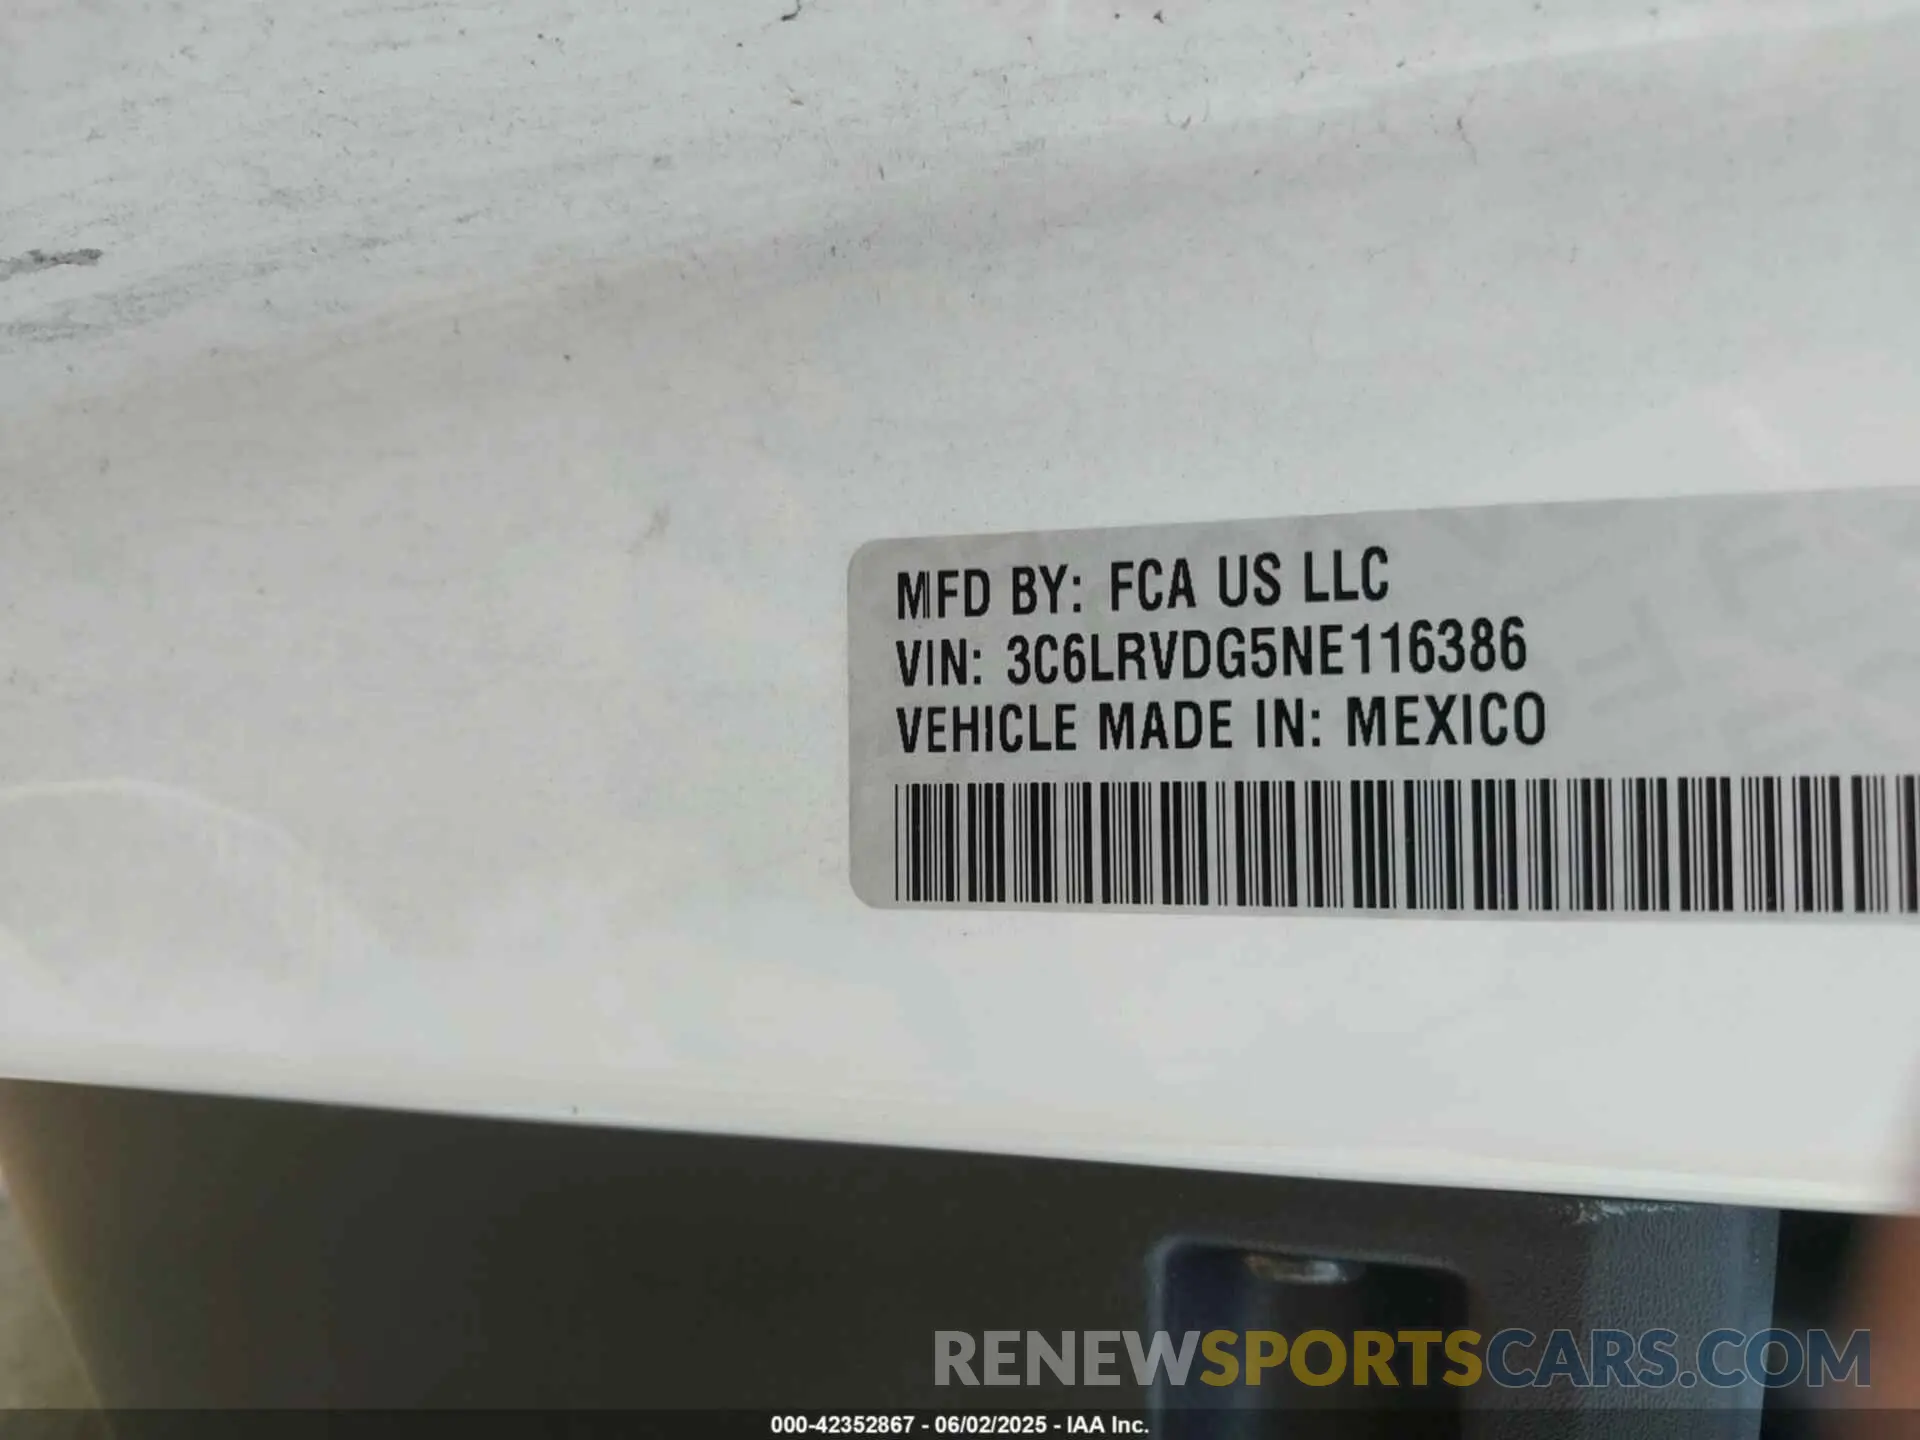 MFD BY: FCA US LLC
VIN: 3C6LRVDG5NE116386
VEHICLE MADE IN: MEXICO
RENEWSPORTSCARS.COM
000-42352867 - 06/02/2025 - IAA Inc.